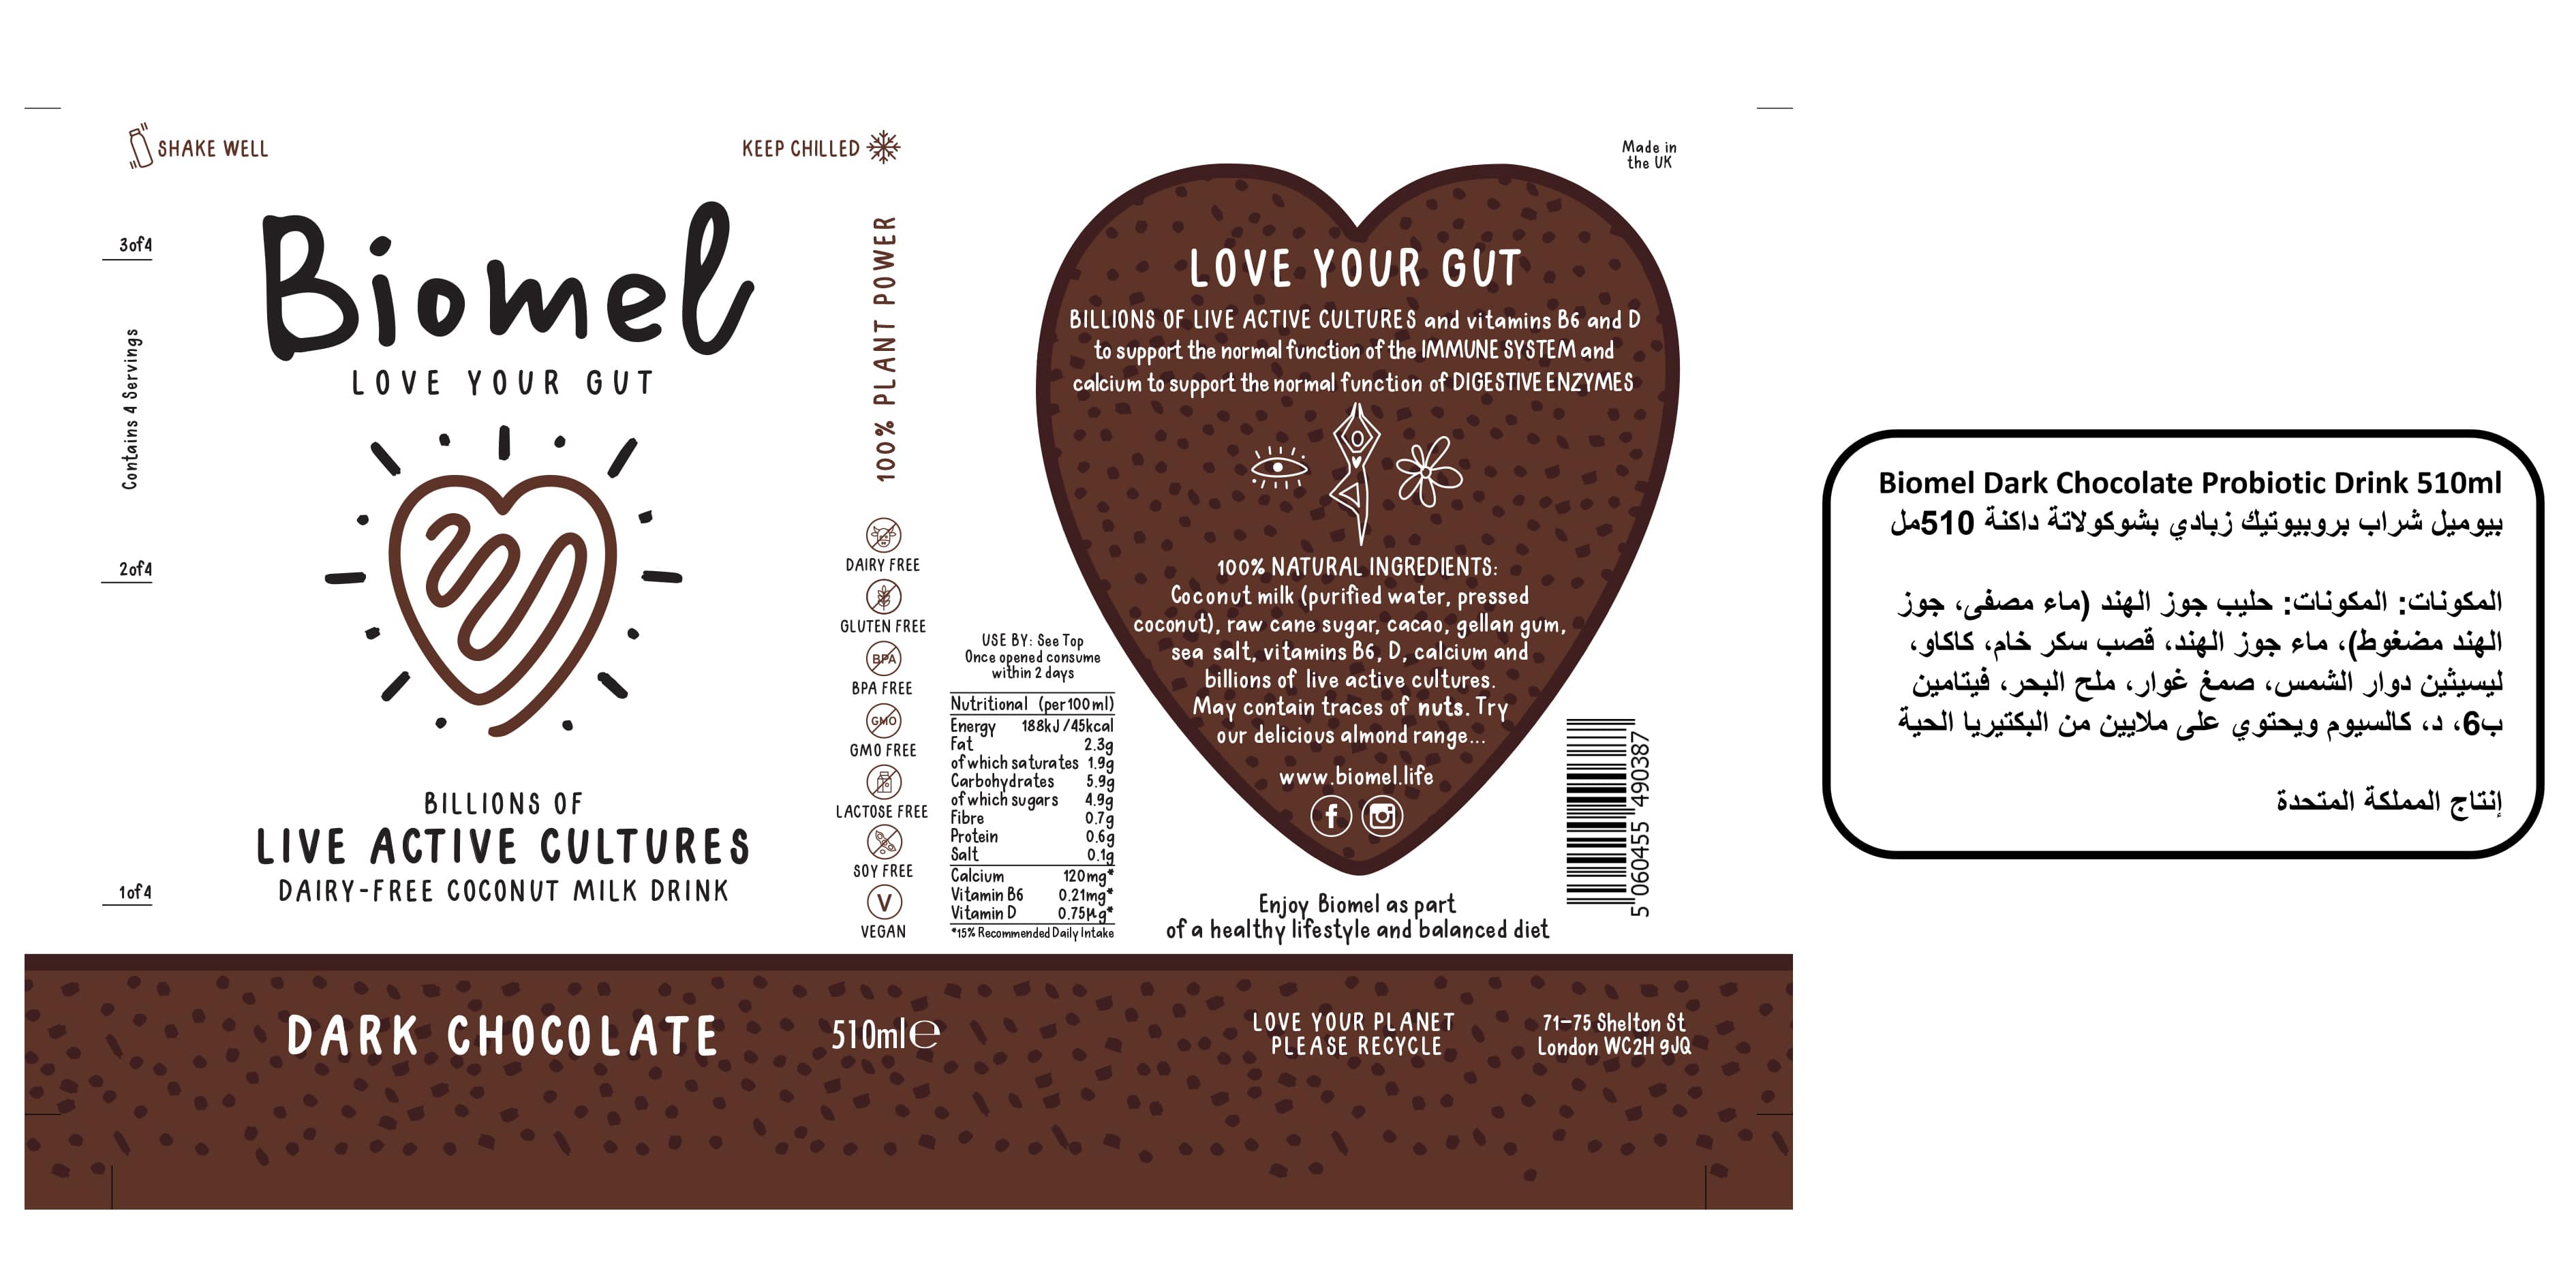 SHAKE WELL
KEEP CHILLED
3of4
Contains 4 Servings
2of4
1of4
Biomel
LOVE YOUR GUT
BILLIONS OF
LIVE ACTIVE CULTURES
DAIRY-FREE COCONUT MILK DRINK
100% PLANT POWER
DAIRY FREE
GLUTEN FREE
BPA
BPA FREE
GMO
GMO FREE
LACTOSE FREE
SOY FREE
V
VEGAN
USE BY: See Top
Once opened consume
within 2 days
Nutritional (per 100ml)
Energy 188kJ/45kcal
Fat 2.3g
of which saturates 1.9g
Carbohydrates 5.9g
of which sugars 4.9g
Fibre 0.7g
Protein 0.6g
Salt 0.1g
Calcium 120mg*
Vitamin B6 0.21mg*
Vitamin D 0.75µg*
*15% Recommended Daily Intake
Made in
the UK
LOVE YOUR GUT
BILLIONS OF LIVE ACTIVE CULTURES and vitamins B6 and D
to support the normal function of the IMMUNE SYSTEM and
calcium to support the normal function of DIGESTIVE ENZYMES
100% NATURAL INGREDIENTS:
Coconut milk (purified water, pressed
coconut), raw cane sugar, cacao, gellan gum,
sea salt, vitamins B6, D, calcium and
billions of live active cultures.
May contain traces of nuts. Try
our delicious almond range...
www.biomel.life
f
Enjoy Biomel as part
of a healthy lifestyle and balanced diet
5 060455 490387
DARK CHOCOLATE
510ml℮
LOVE YOUR PLANET
PLEASE RECYCLE
71-75 Shelton St
London WC2H 9JQ
Biomel Dark Chocolate Probiotic Drink 510ml
بيوميل شراب بروبيوتيك زبادي بشوكولاتة داكنة 510مل
المكونات: المكونات: حليب جوز الهند (ماء مصفى، جوز
الهند مضغوط)، ماء جوز الهند، قصب سكر خام، كاكاو،
ليسيثين دوار الشمس، صمغ غوار، ملح البحر، فيتامين
ب6، د، كالسيوم ويحتوي على ملايين من البكتيريا الحية
إنتاج المملكة المتحدة